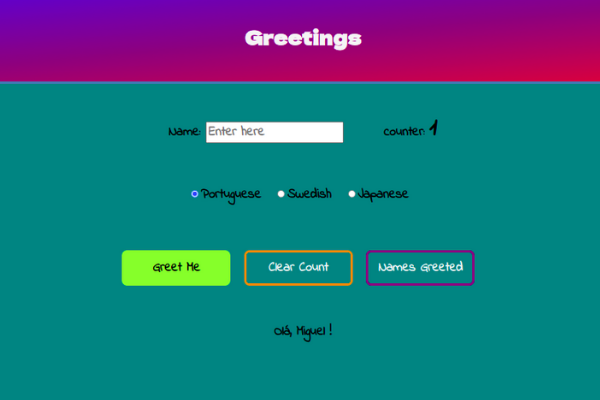 Greetings
Name: Enter here counter: 1
Portuguese Swedish Japanese
Greet Me Clear Count Names Greeted
Olá, Miguel !